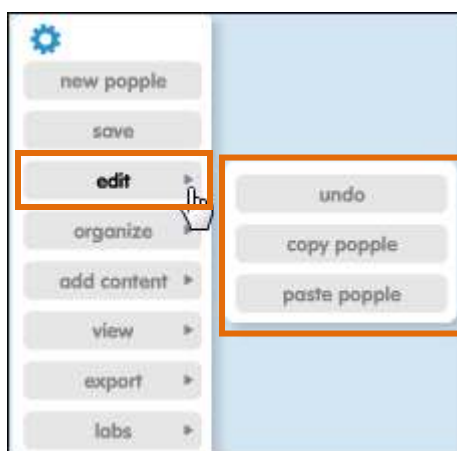 new popple
save
edit
undo
organize
copy popple
add content
paste popple
view
export
labs